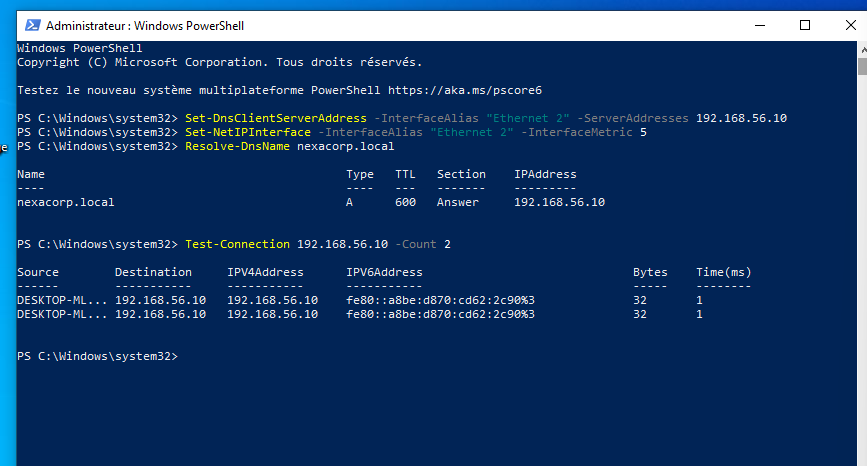 Administrateur : Windows PowerShell
Windows PowerShell
Copyright (C) Microsoft Corporation. Tous droits réservés.
Testez le nouveau système multiplateforme PowerShell https://aka.ms/pscore6
PS C:\Windows\system32> Set-DnsClientServerAddress -InterfaceAlias "Ethernet 2" -ServerAddresses 192.168.56.10
PS C:\Windows\system32> Set-NetIPInterface -InterfaceAlias "Ethernet 2" -InterfaceMetric 5
PS C:\Windows\system32> Resolve-DnsName nexacorp.local
Name Type TTL Section IPAddress
---- ---- --- ------- ---------
nexacorp.local A 600 Answer 192.168.56.10
PS C:\Windows\system32> Test-Connection 192.168.56.10 -Count 2
Source Destination IPV4Address IPV6Address Bytes Time(ms)
------ ----------- ----------- ----------- ----- --------
DESKTOP-ML... 192.168.56.10 192.168.56.10 fe80::a8be:d870:cd62:2c90%3 32 1
DESKTOP-ML... 192.168.56.10 192.168.56.10 fe80::a8be:d870:cd62:2c90%3 32 1
PS C:\Windows\system32>